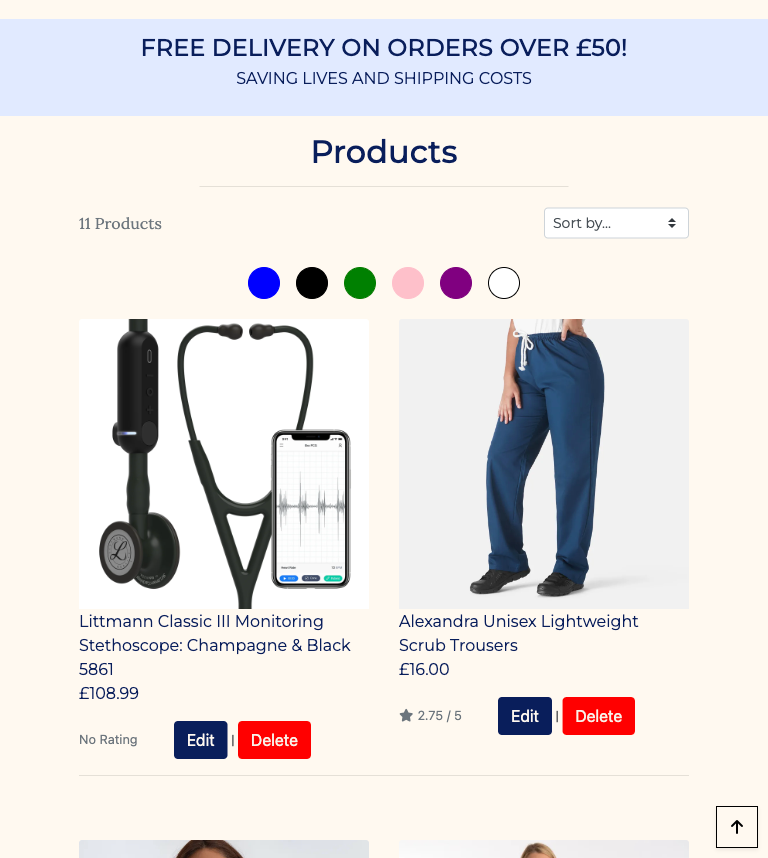 FREE DELIVERY ON ORDERS OVER £50!
SAVING LIVES AND SHIPPING COSTS
Products
11 Products
Sort by...
Littmann Classic III Monitoring
Stethoscope: Champagne & Black
5861
£108.99
No Rating
Edit | Delete
Alexandra Unisex Lightweight
Scrub Trousers
£16.00
2.75 / 5
Edit | Delete